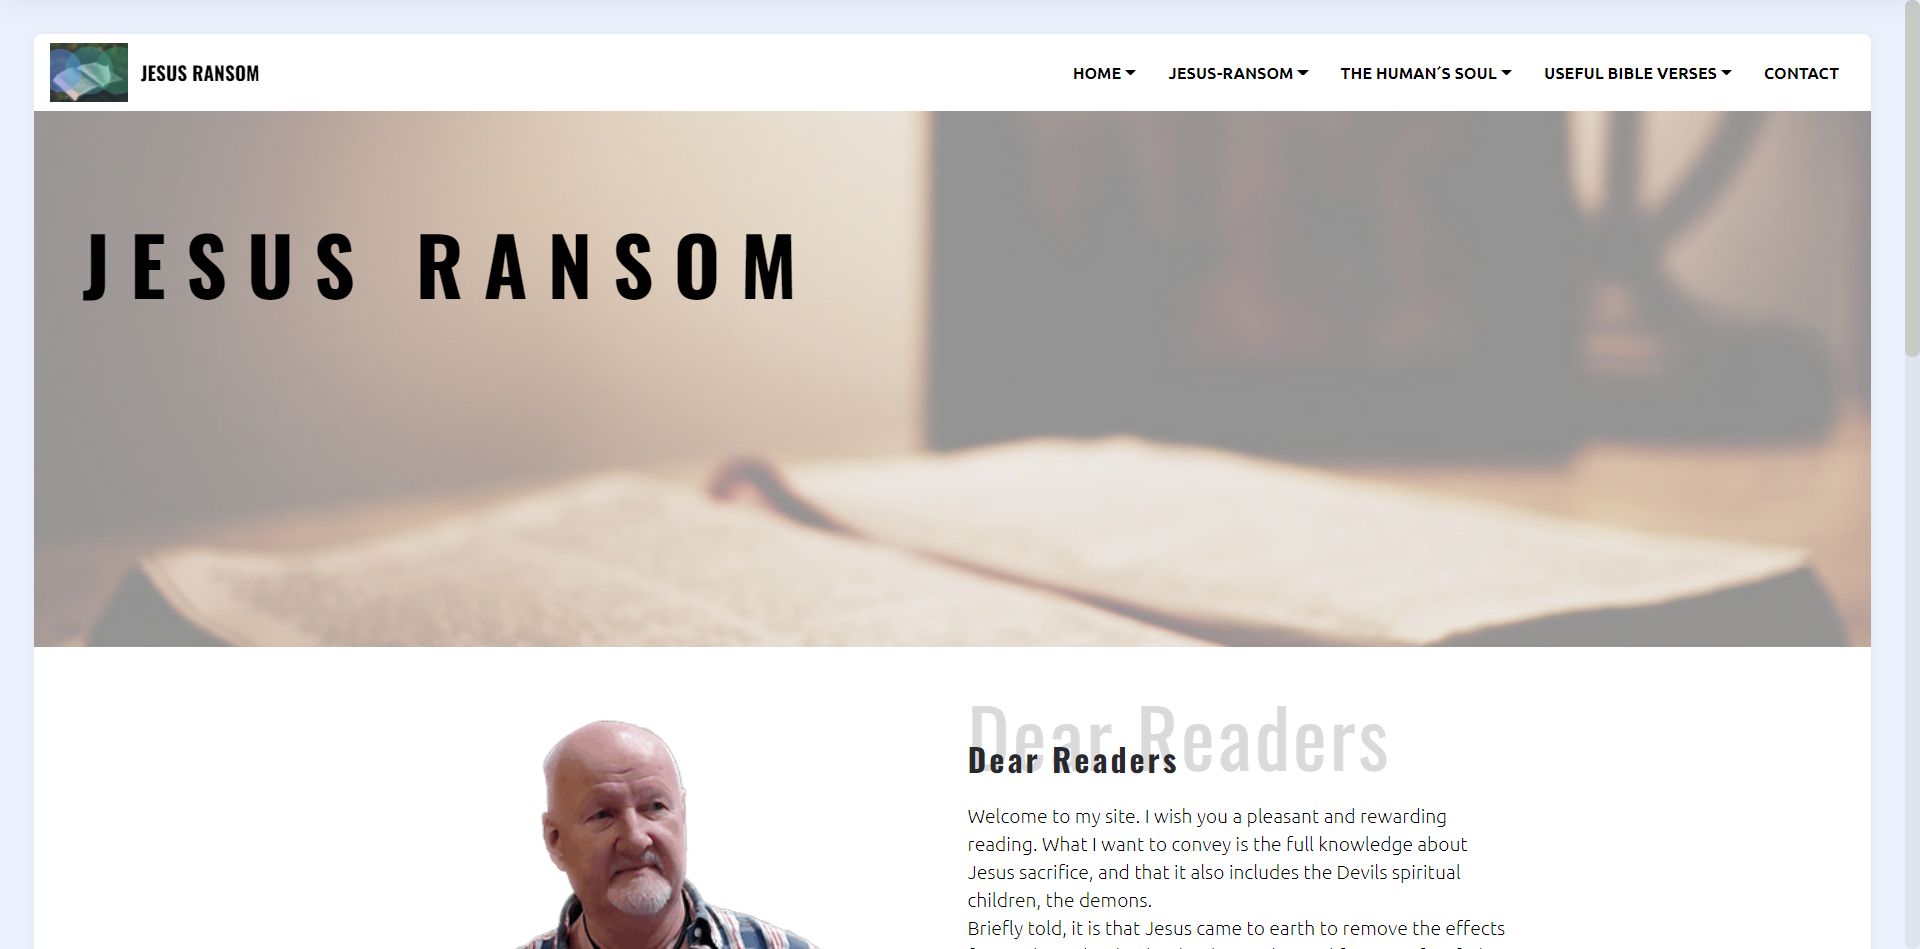 JESUS RANSOM
HOME
JESUS-RANSOM
THE HUMAN´S SOUL
USEFUL BIBLE VERSES
CONTACT
JESUS RANSOM
Dear Readers
Dear Readers
Welcome to my site. I wish you a pleasant and rewarding
reading. What I want to convey is the full knowledge about
Jesus sacrifice, and that it also includes the Devils spiritual
children, the demons.
Briefly told, it is that Jesus came to earth to remove the effects